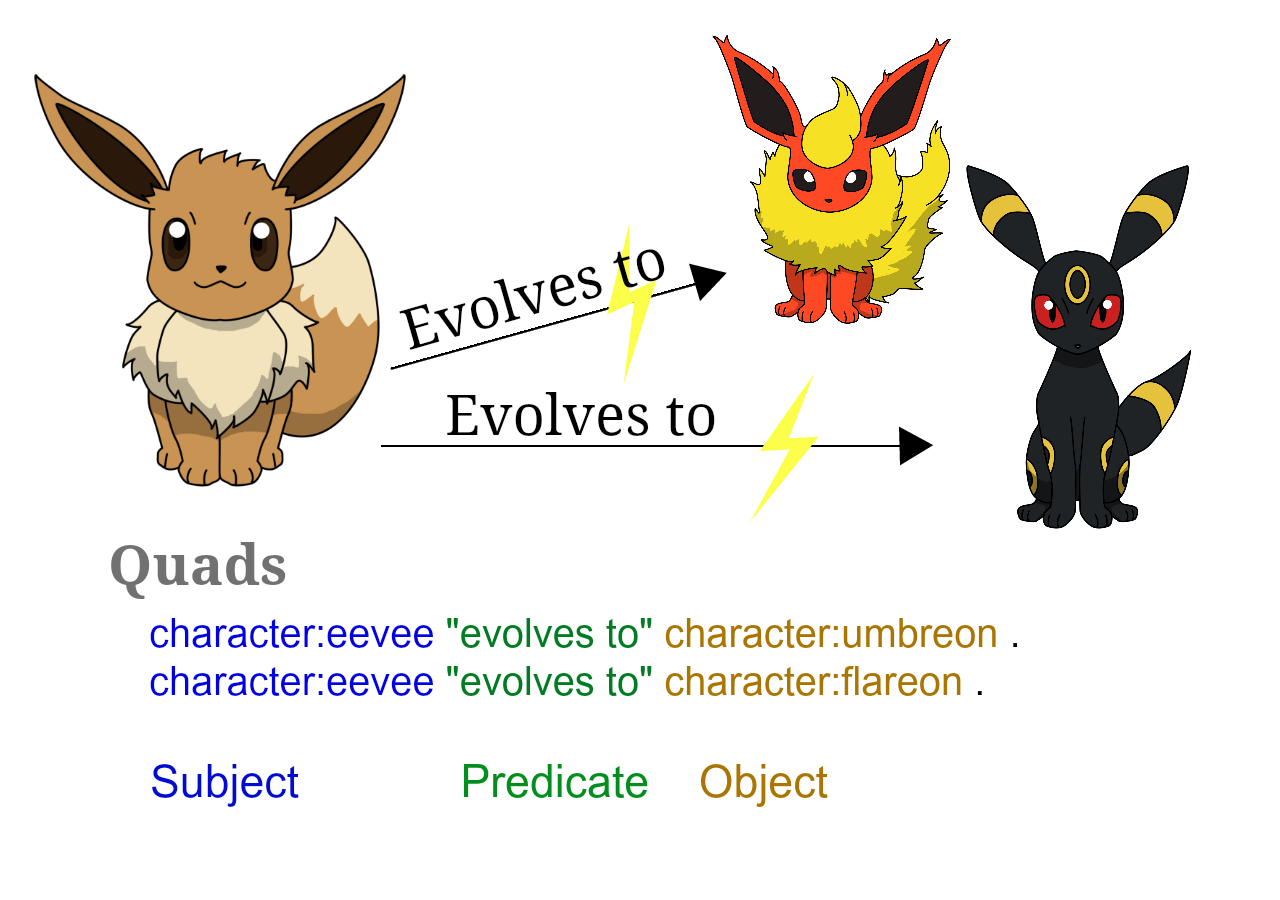 Evolves to
Evolves to
Quads
character:eevee "evolves to" character:umbreon .
character:eevee "evolves to" character:flareon .
Subject Predicate Object